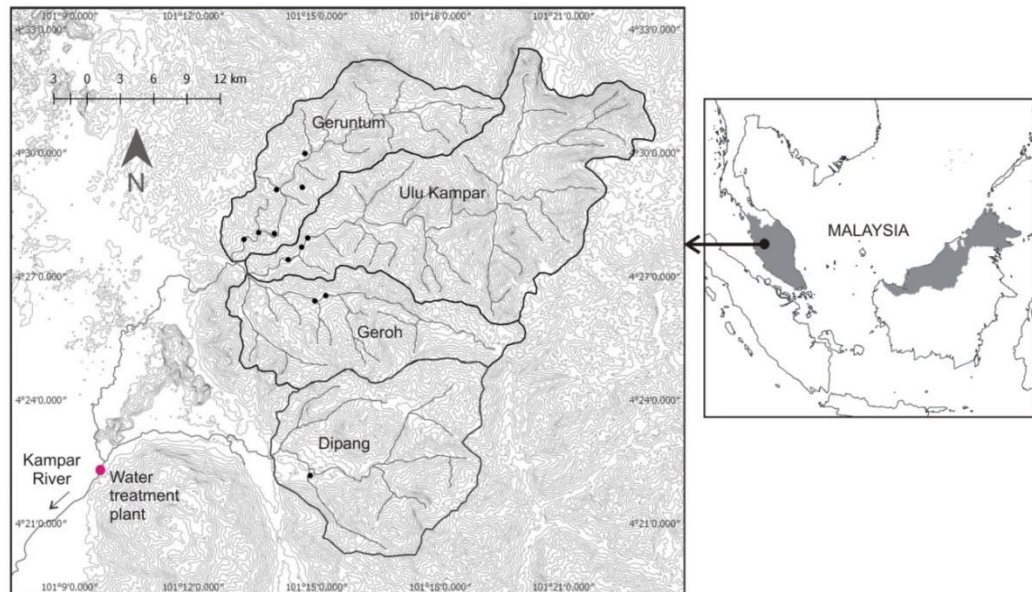 101°9'0.000" 101°12'0.000" 101°15'0.000" 101°18'0.000" 101°21'0.000"
4°33'0.000" 4°33'0.000"
3 0 3 6 9 12 km
Geruntum
N
4°30'0.000" 4°30'0.000"
Ulu Kampar
MALAYSIA
4°27'0.000" 4°27'0.000"
Geroh
4°24'0.000" 4°24'0.000"
Dipang
Kampar
River
Water
treatment
plant
4°21'0.000" 4°21'0.000"
101°9'0.000" 101°12'0.000" 101°15'0.000" 101°18'0.000" 101°21'0.000"